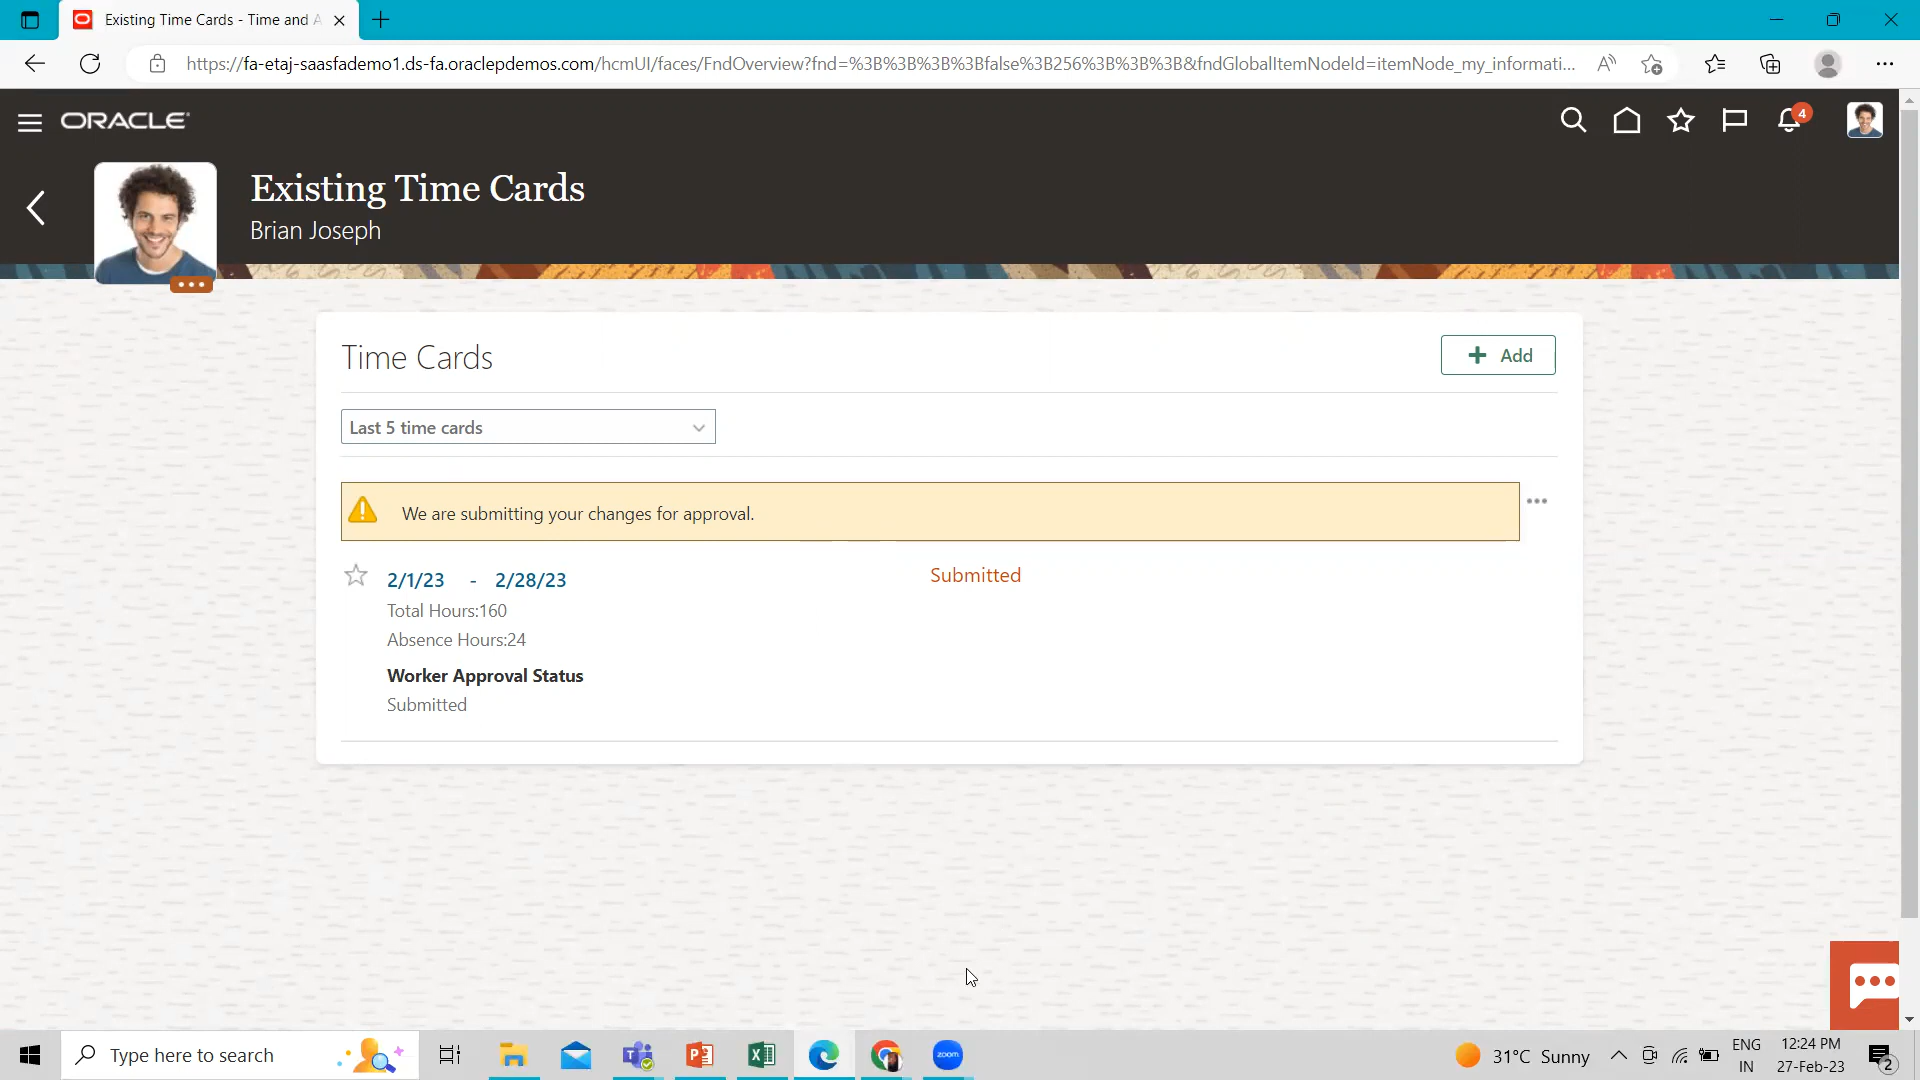 Existing Time Cards - Time and A
https://fa-etaj-saasfademo1.ds-fa.oraclepdemos.com/hcmUI/faces/FndOverview?fnd=%3B%3B%3B%3Bfalse%3B256%3B%3B%3B&fndGlobalItemNodeId=itemNode_my_informati...
ORACLE
4
Existing Time Cards
Brian Joseph
Time Cards
Add
Last 5 time cards
We are submitting your changes for approval.
2/1/23 - 2/28/23
Submitted
Total Hours:160
Absence Hours:24
Worker Approval Status
Submitted
Type here to search
zoom
31°C Sunny
ENG
IN
12:24 PM
27-Feb-23
2